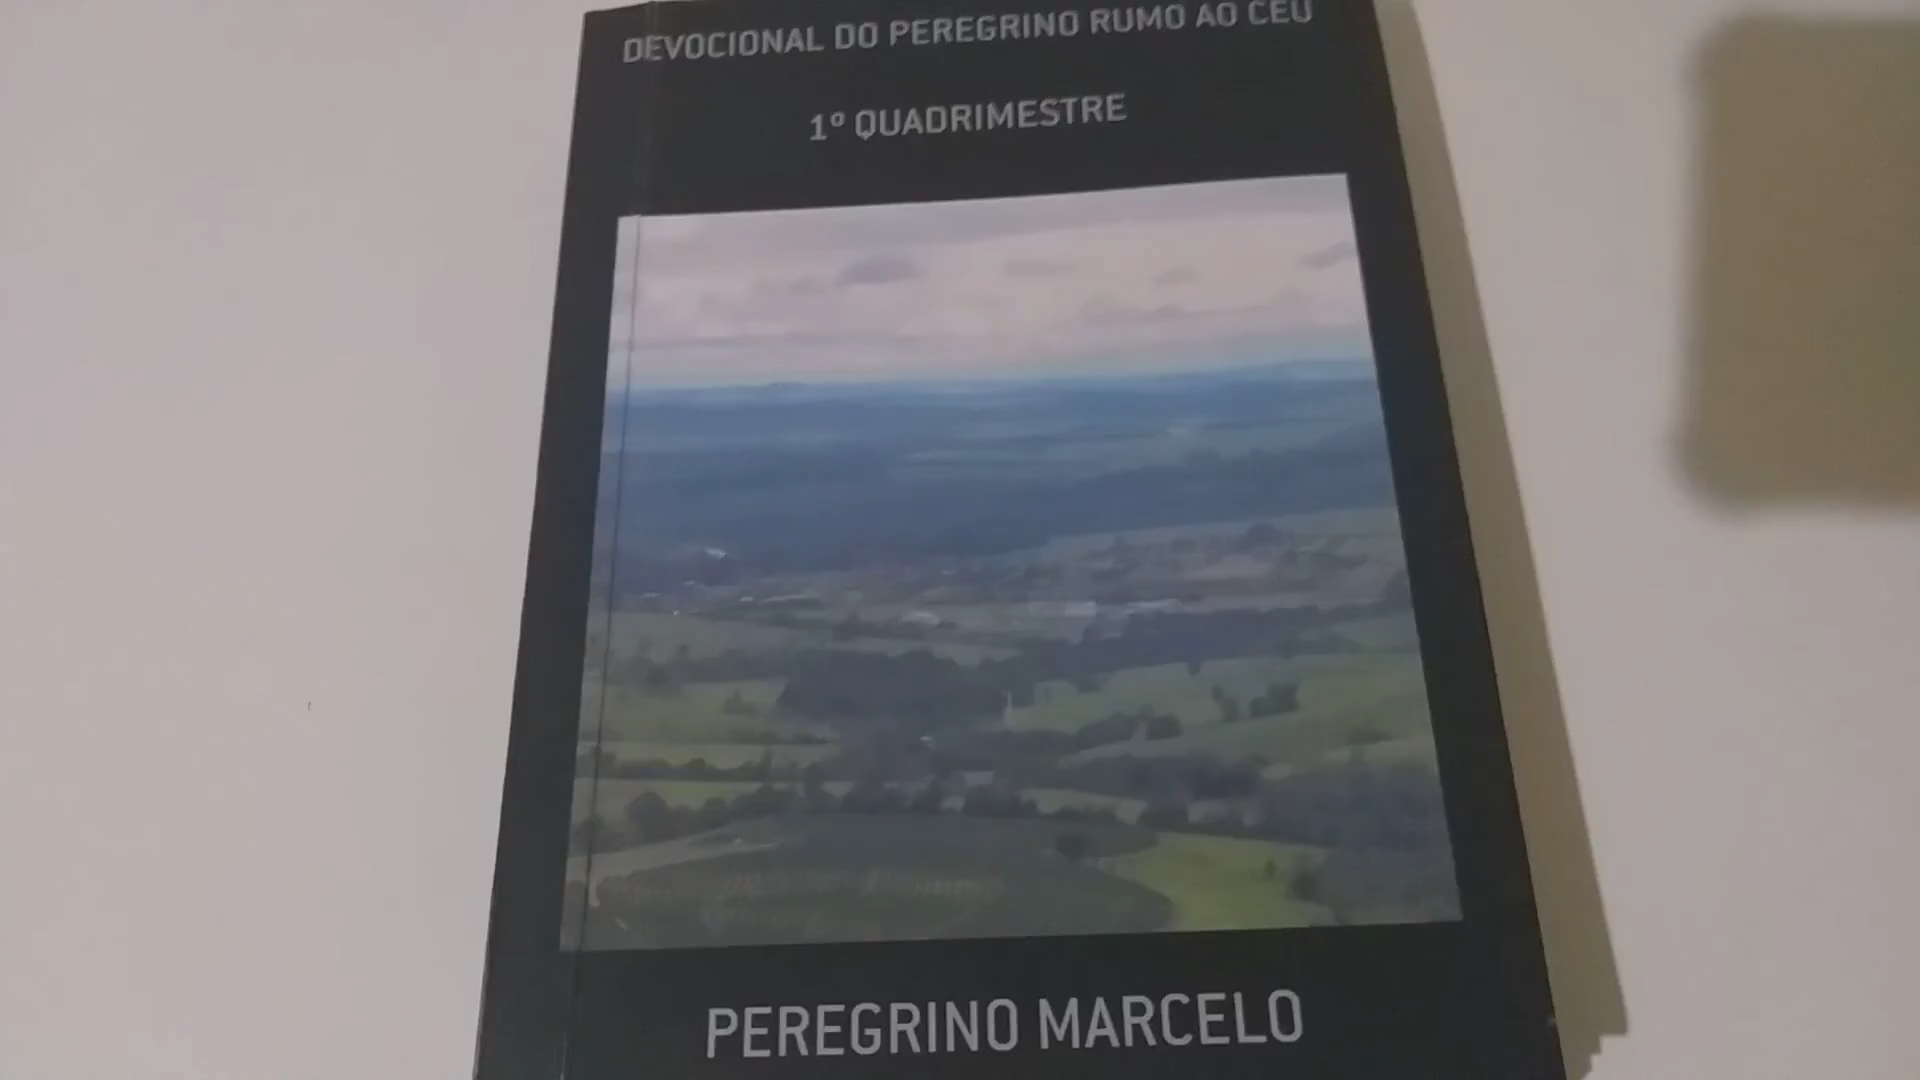 DEVOCIONAL DO PEREGRINO RUMO AO CÉU
1º QUADRIMESTRE
PEREGRINO MARCELO